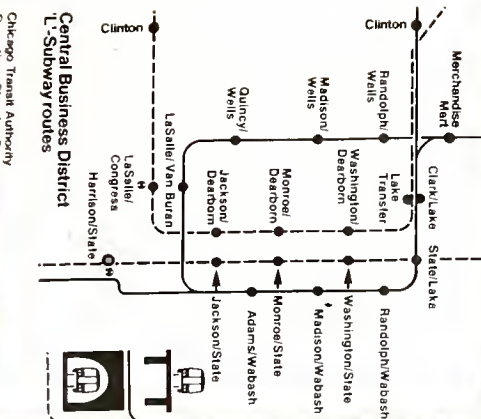 Central Business District
'L'-Subway routes
Chicago Transit Authority
Clinton
Clinton
Merchandise
Mart
Randolph/
Wells
Madison/
Wells
Quincy/
Wells
LaSalle/Van Buran
LaSalle/
Congress
Harrison/State
Clark/Lake
Lake
Transfer
Washington/
Dearborn
Monroe/
Dearborn
Jackson/
Dearborn
State/Lake
Randolph/Wabash
Washington/State
Madison/Wabash
Monroe/State
Adams/Wabash
Jackson/State